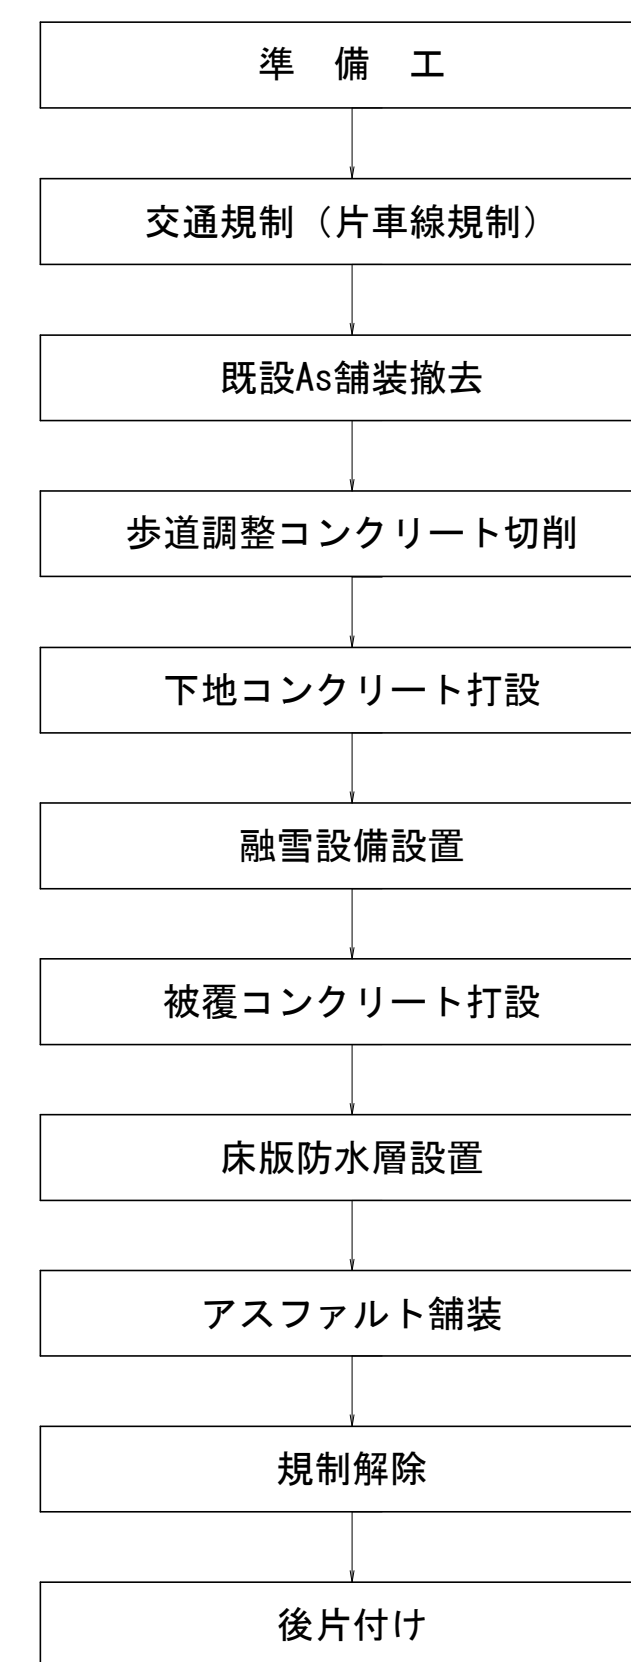 準　備　工
交通規制（片車線規制）
既設As舗装撤去
歩道調整コンクリート切削
下地コンクリート打設
融雪設備設置
被覆コンクリート打設
床版防水層設置
アスファルト舗装
規制解除
後片付け